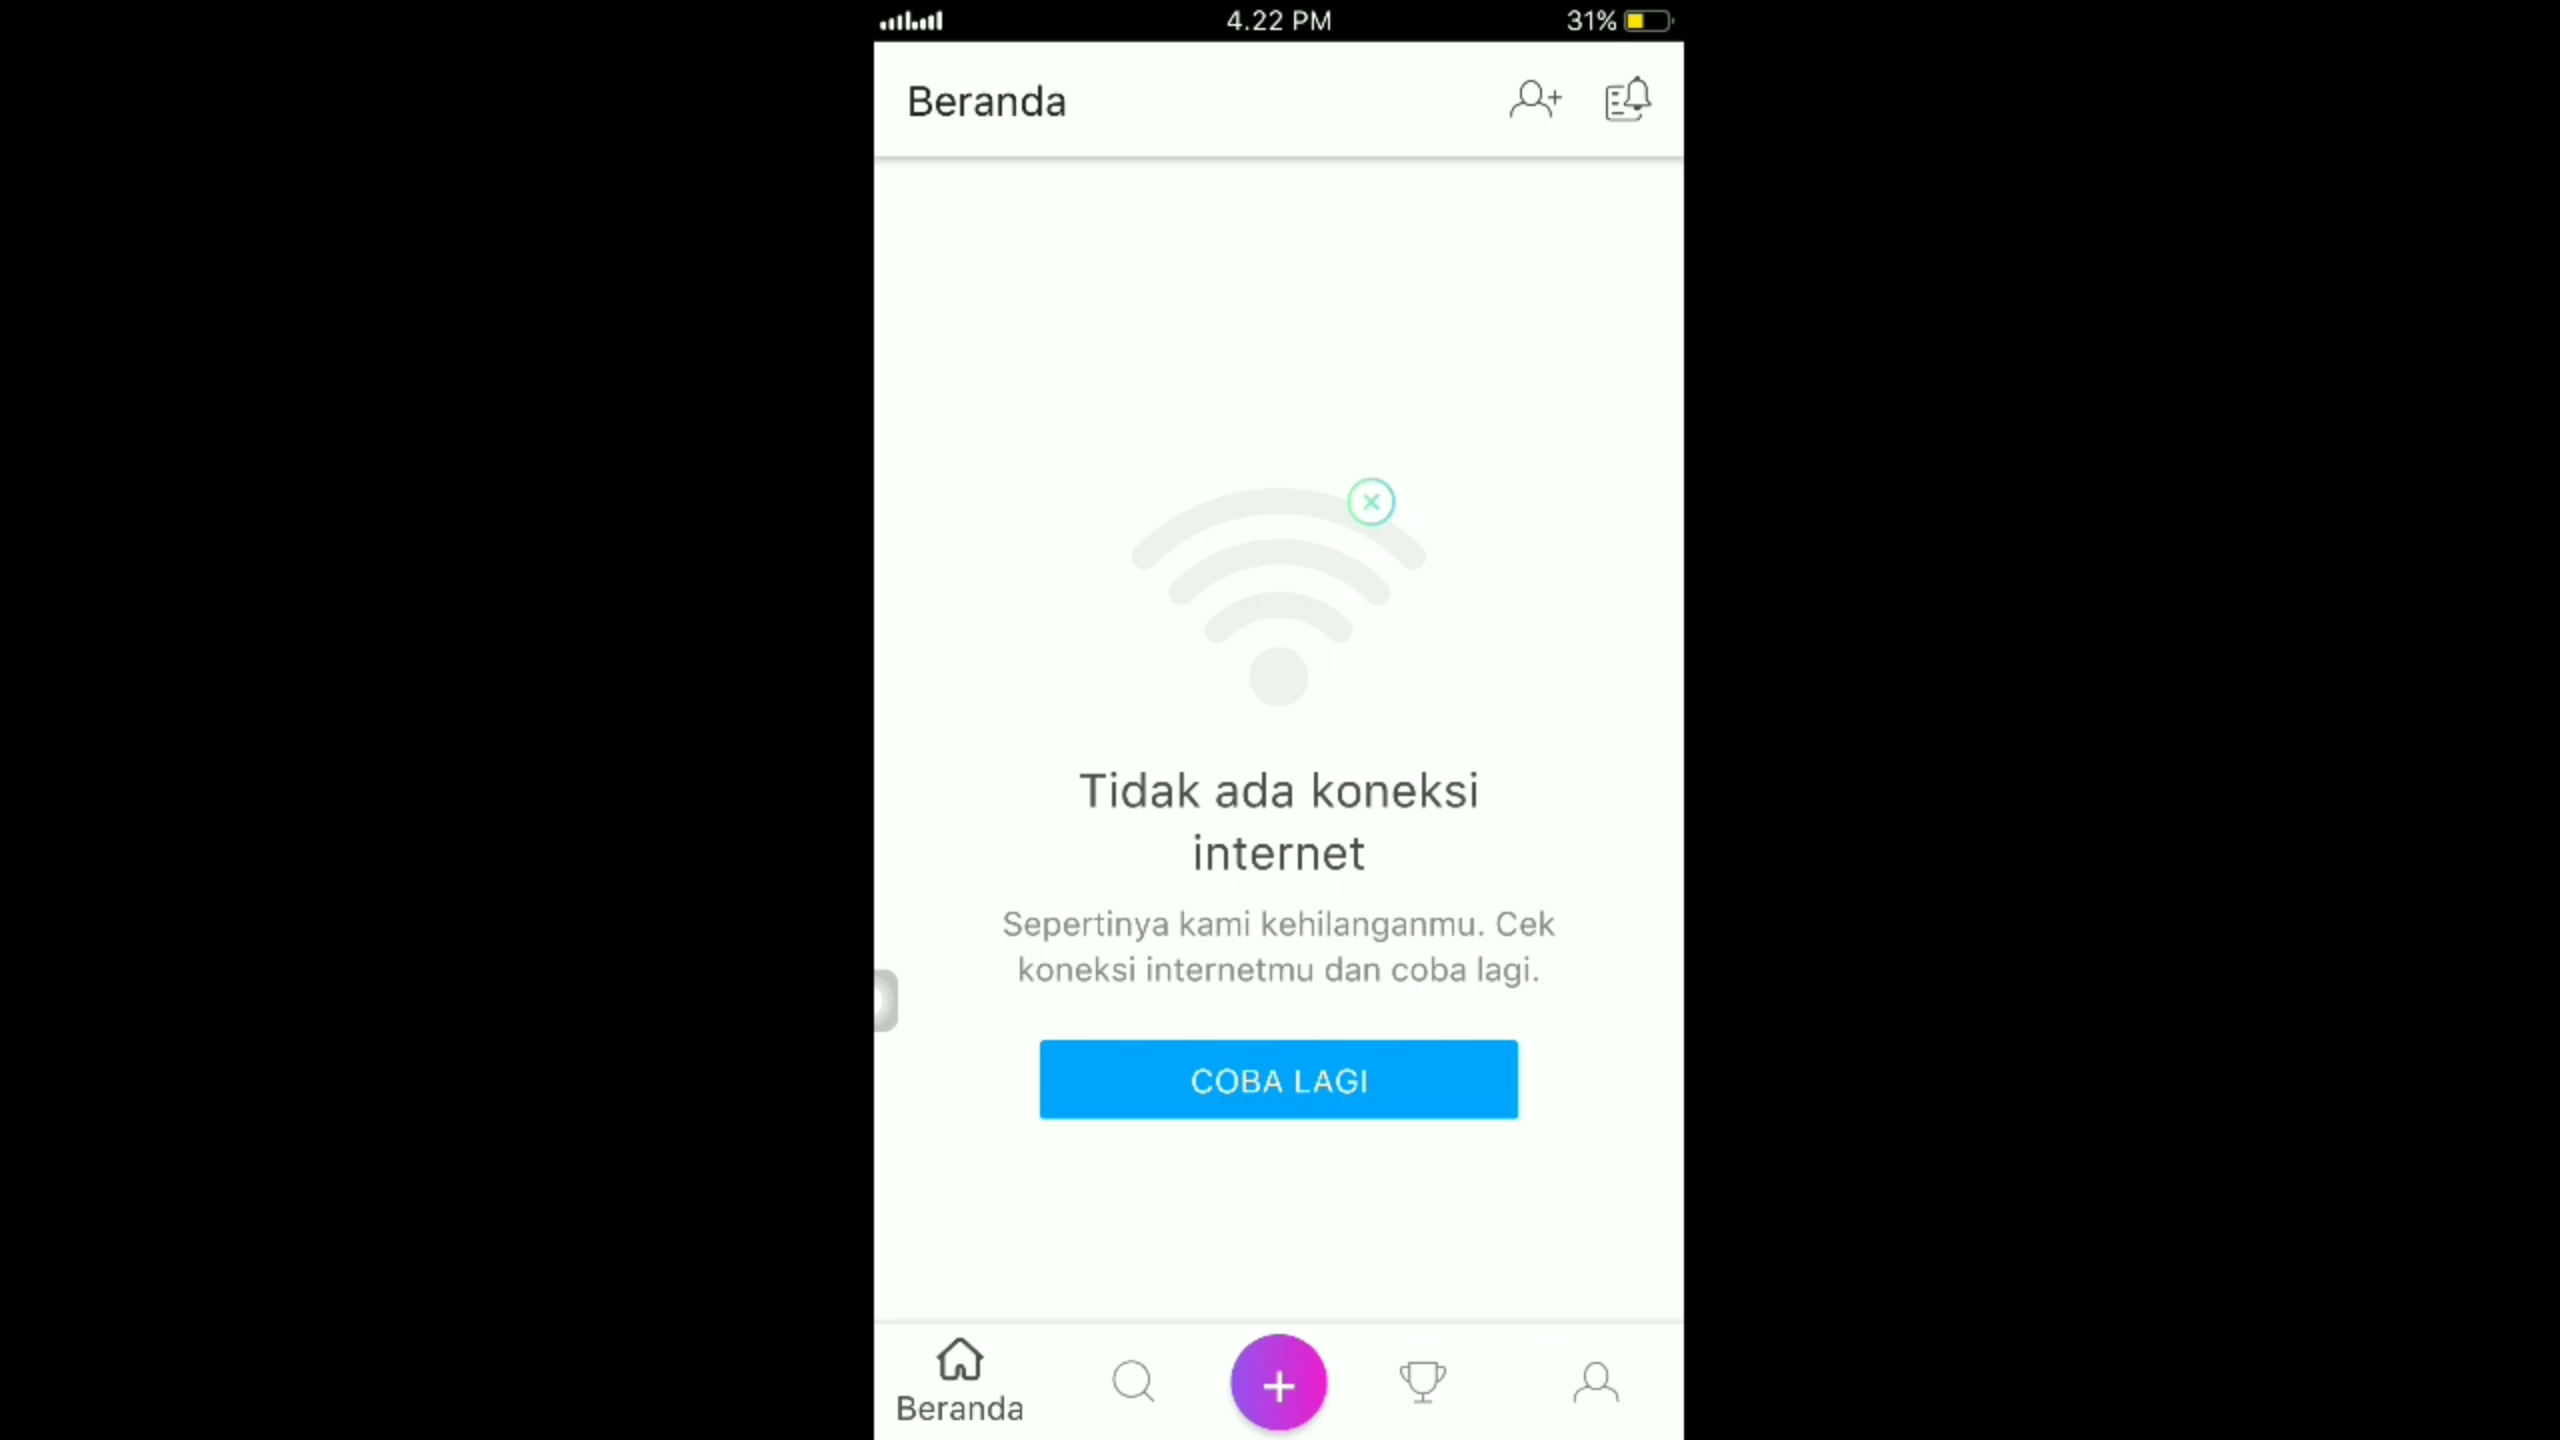 4.22 PM
31%
Beranda
Tidak ada koneksi
internet
Sepertinya kami kehilanganmu. Cek
koneksi internetmu dan coba lagi.
COBA LAGI
Beranda